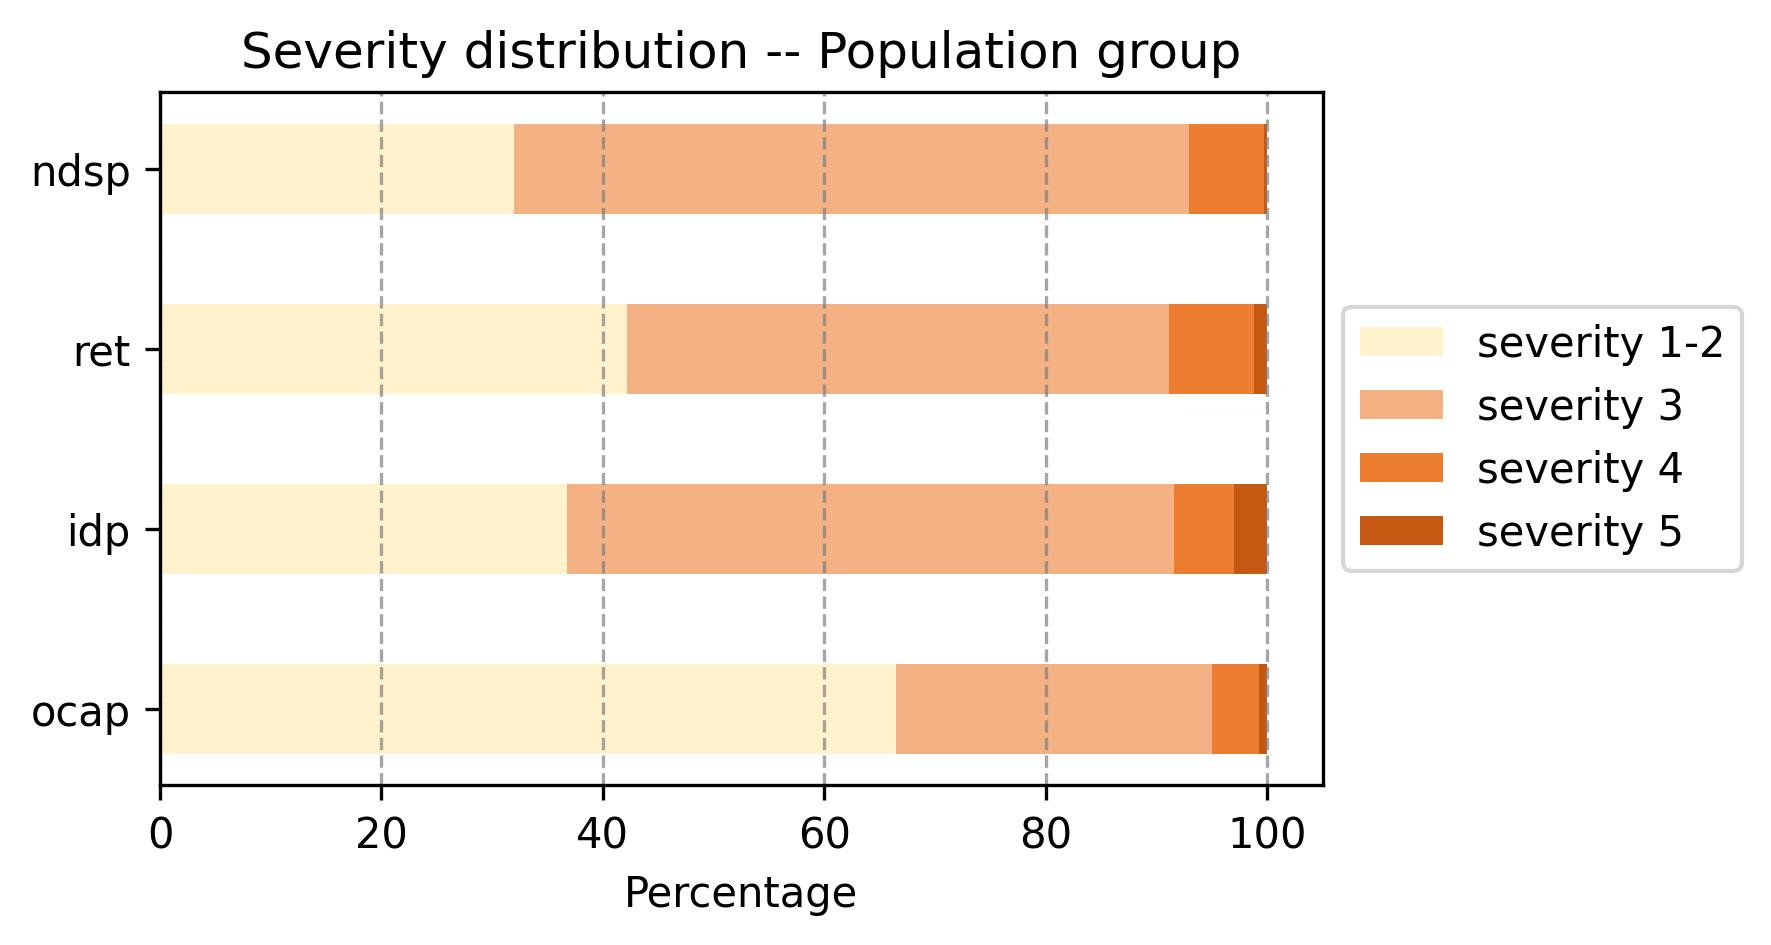 Severity distribution -- Population group
ndsp
ret
idp
ocap
0 20 40 60 80 100
Percentage
severity 1-2
severity 3
severity 4
severity 5